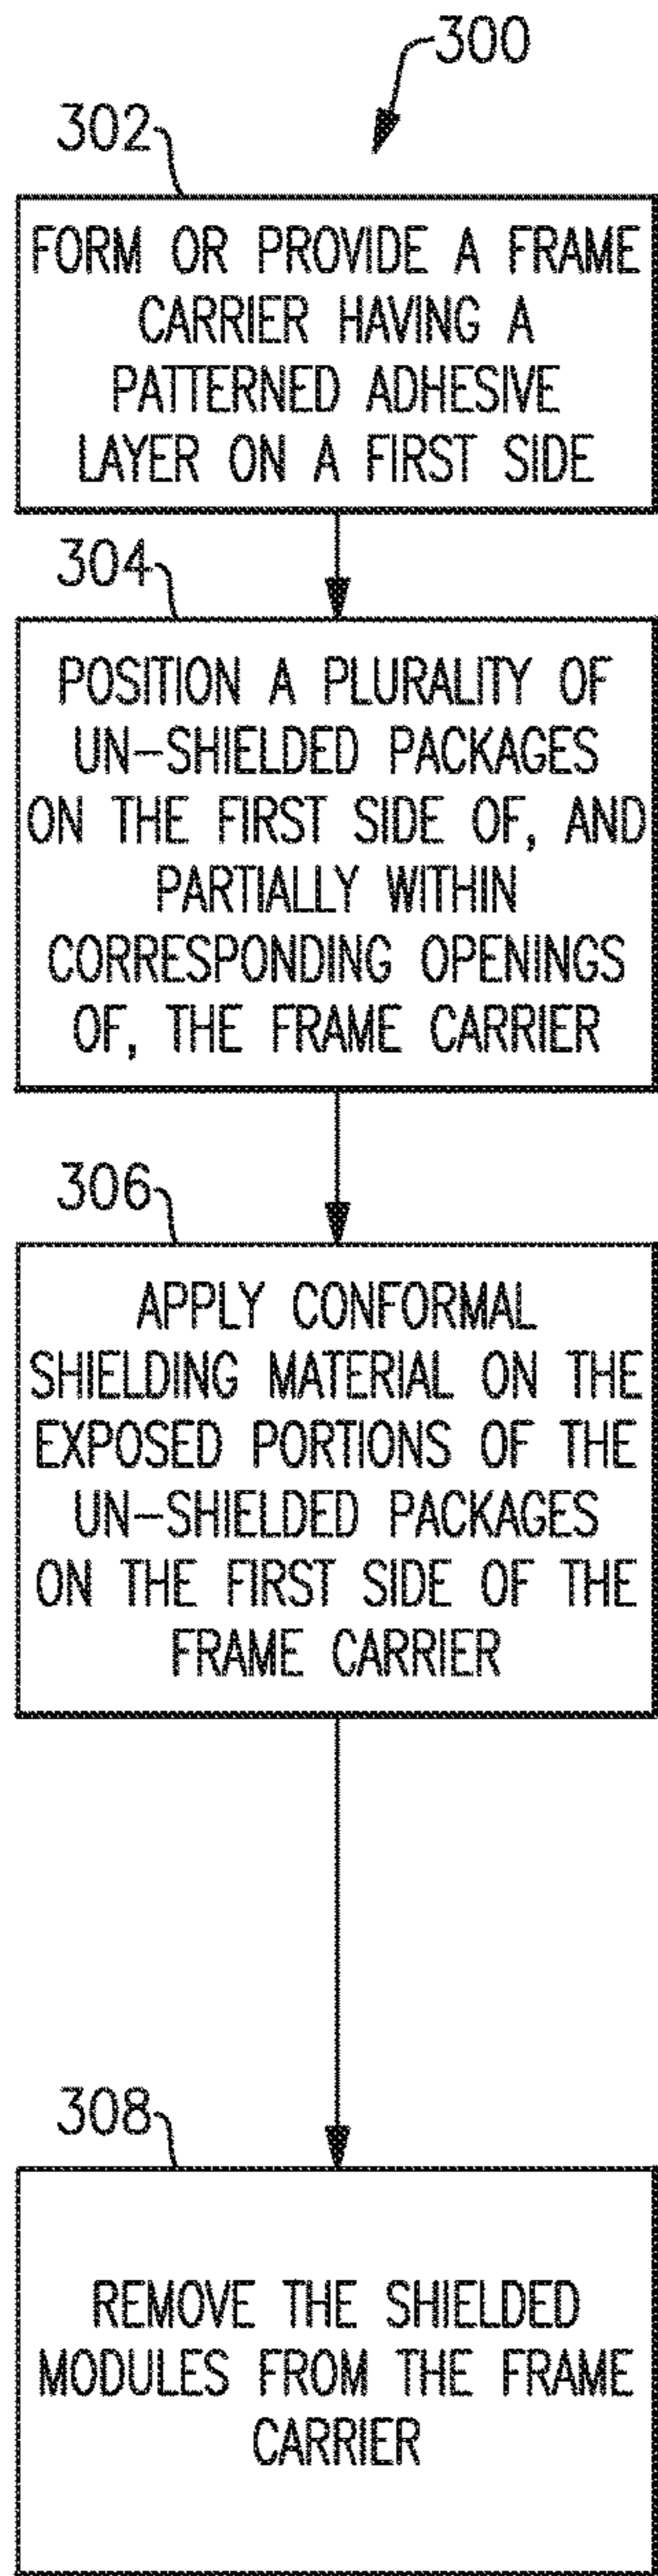 300
302
FORM OR PROVIDE A FRAME
CARRIER HAVING A
PATTERNED ADHESIVE
LAYER ON A FIRST SIDE
304
POSITION A PLURALITY OF
UN-SHIELDED PACKAGES
ON THE FIRST SIDE OF, AND
PARTIALLY WITHIN
CORRESPONDING OPENINGS
OF, THE FRAME CARRIER
306
APPLY CONFORMAL
SHIELDING MATERIAL ON THE
EXPOSED PORTIONS OF THE
UN-SHIELDED PACKAGES
ON THE FIRST SIDE OF THE
FRAME CARRIER
308
REMOVE THE SHIELDED
MODULES FROM THE FRAME
CARRIER